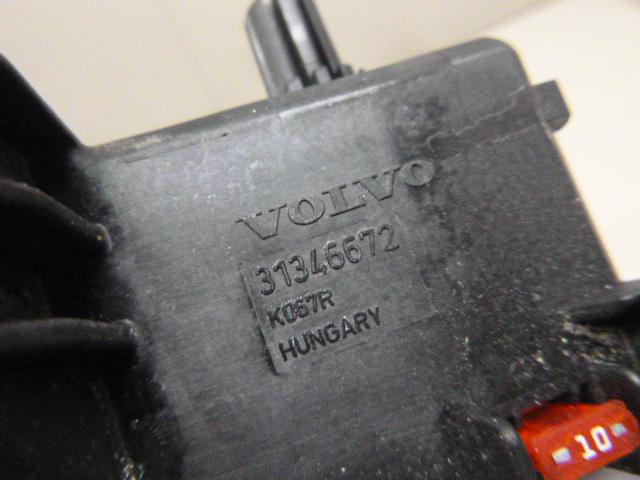 VOLVO
31346672
K067R
HUNGARY
- 10 -